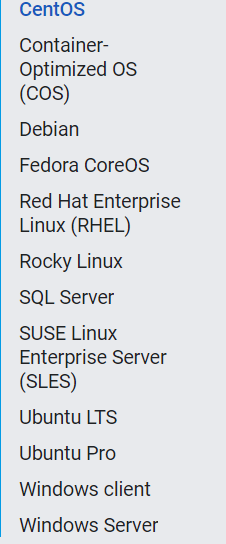 CentOS
Container-
Optimized OS
(COS)
Debian
Fedora CoreOS
Red Hat Enterprise
Linux (RHEL)
Rocky Linux
SQL Server
SUSE Linux
Enterprise Server
(SLES)
Ubuntu LTS
Ubuntu Pro
Windows client
Windows Server